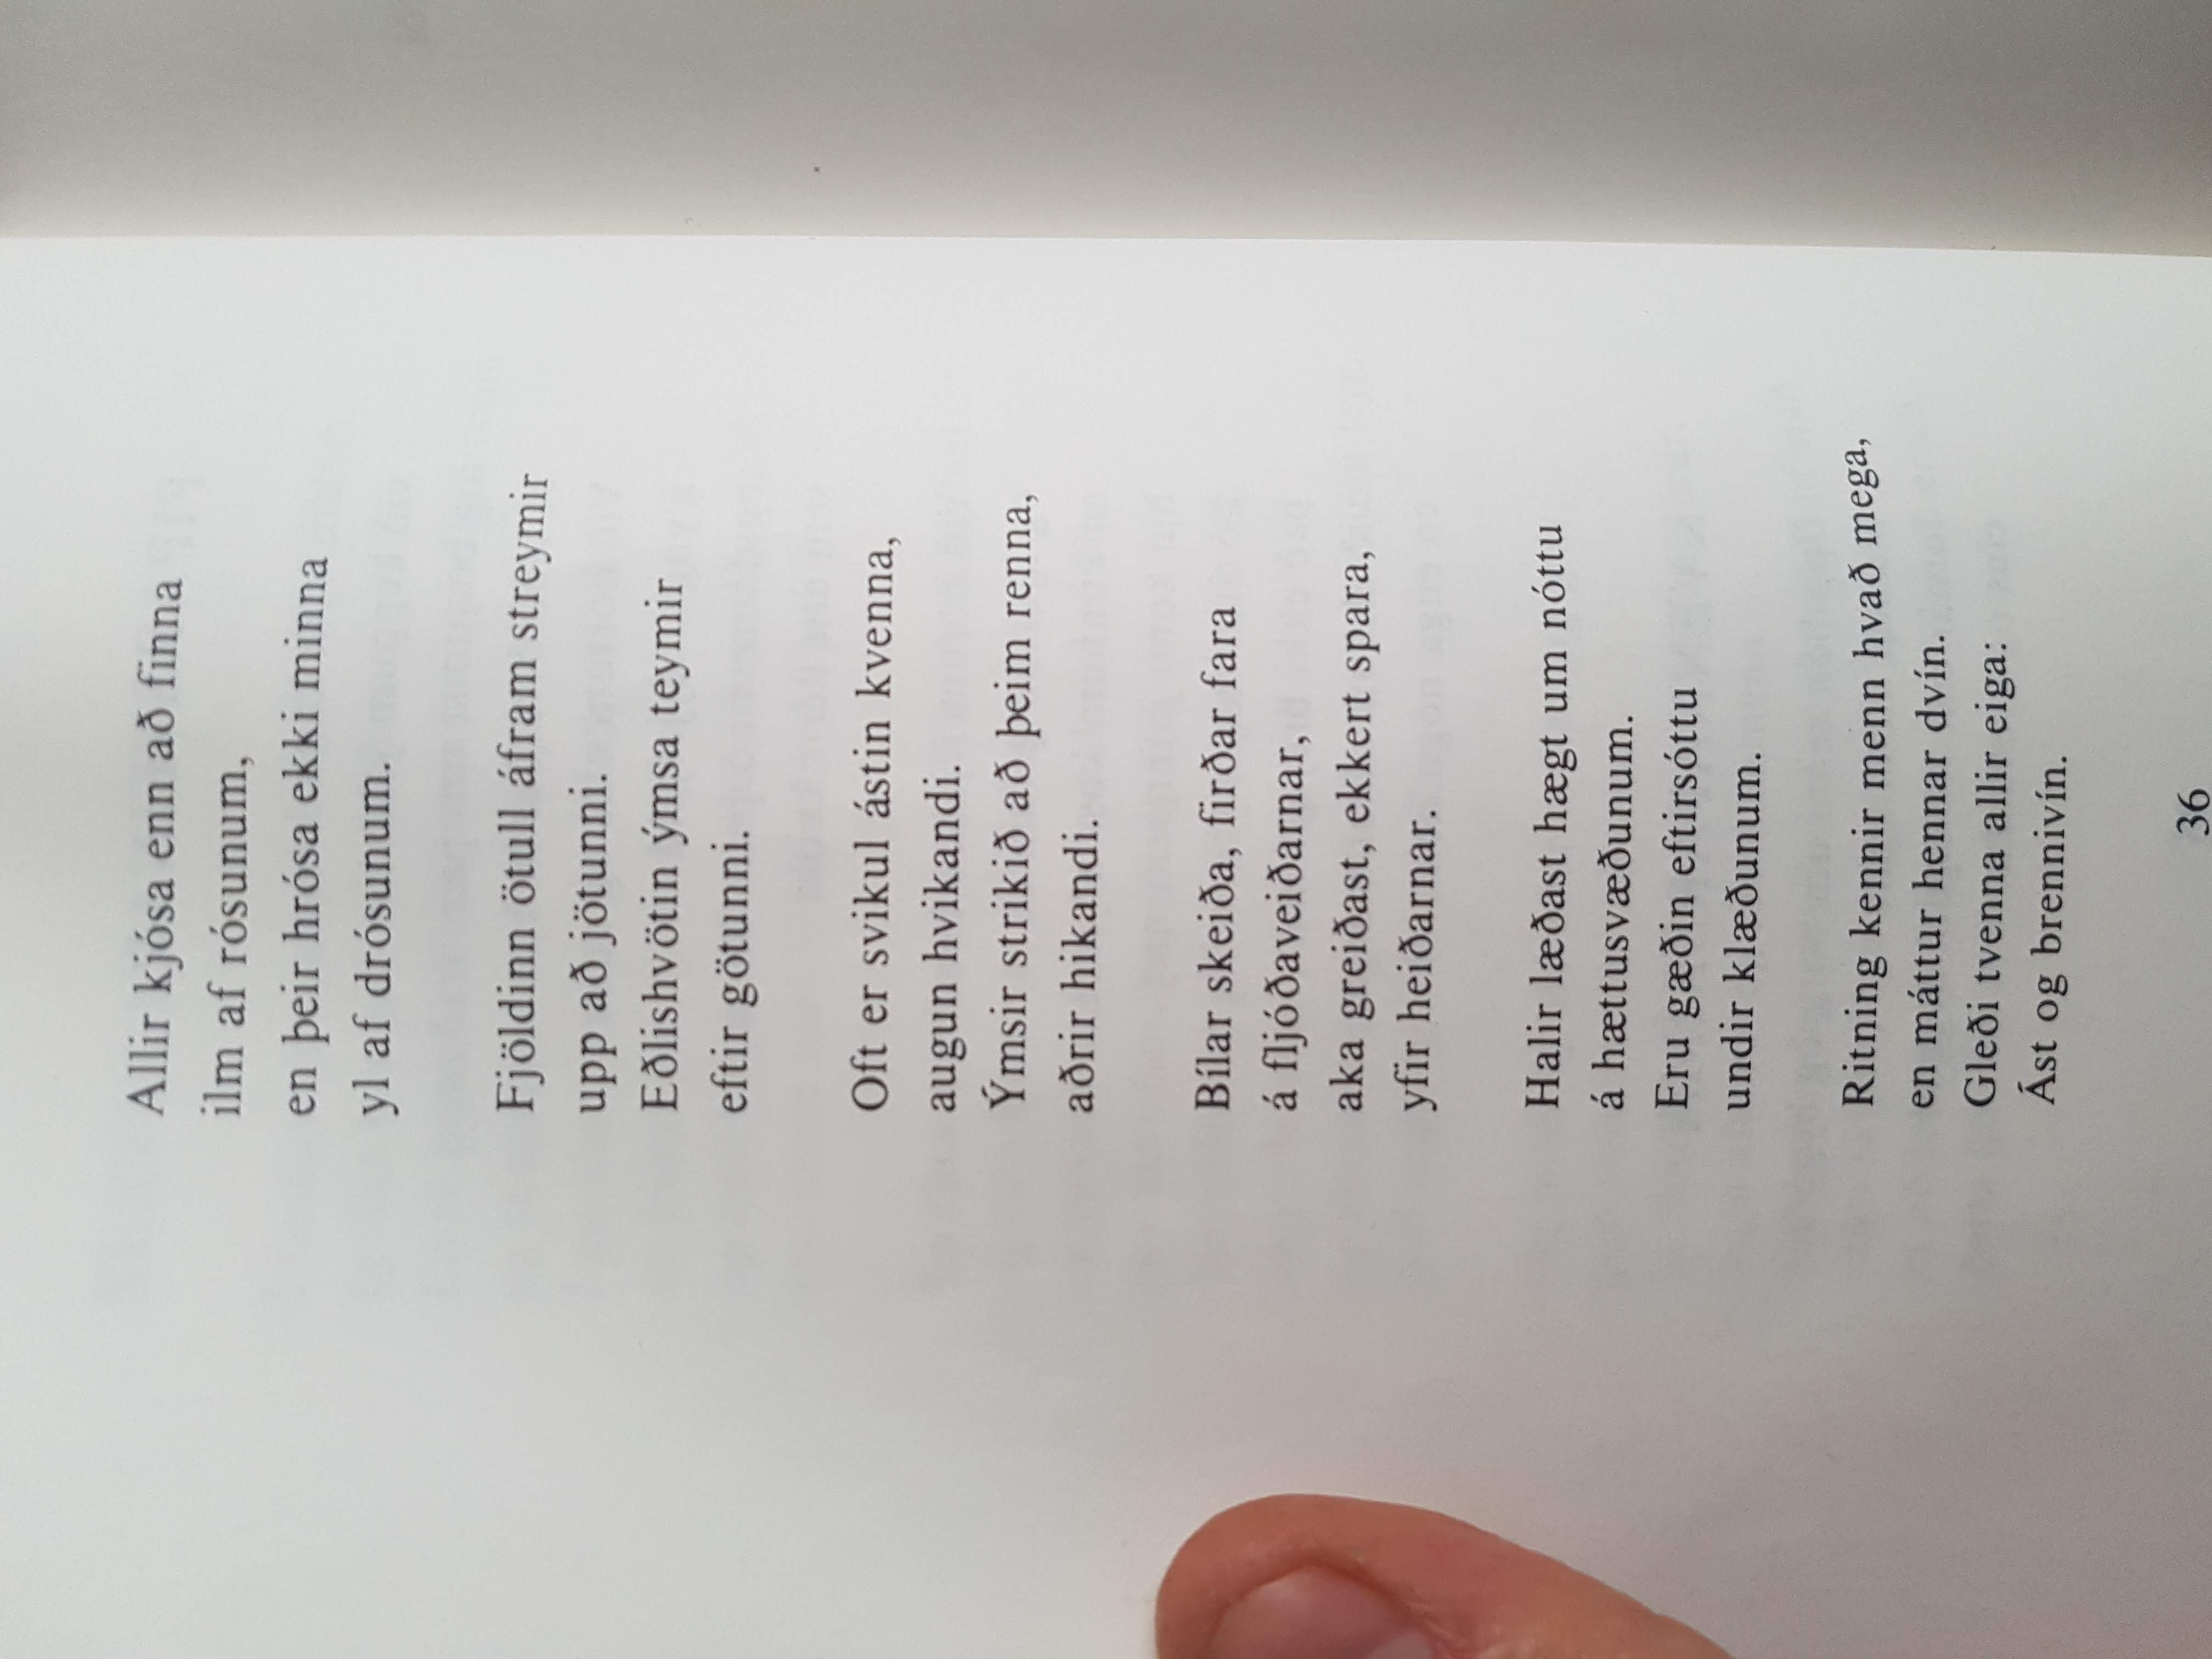 Allir kjósa enn að finna
ilm af rósunum,
en þeir hrósa ekki minna
yl af drósunum.
Fjöldinn ötull áfram streymir
upp að jötunni.
Eðlishvötin ýmsa teymir
eftir götunni.
Oft er svikul ástin kvenna,
augun hvikandi.
Ýmsir strikið að þeim renna,
aðrir hikandi.
Bílar skeiða, firðar fara
á fljóðaveiðarnar,
aka greiðast, ekkert spara,
yfir heiðarnar.
Halir læðast hægt um nóttu
á hættusvæðunum.
Eru gæðin eftirsóttu
undir klæðunum.
Ritning kennir menn hvað mega,
en máttur hennar dvín.
Gleði tvenna allir eiga:
Ást og brennivín.
36